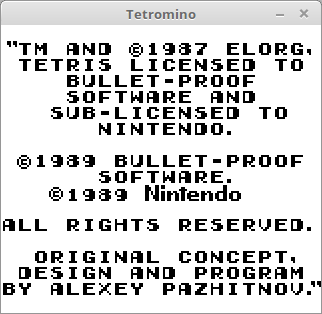 Tetromino
"TM AND ©1987 ELORG,
TETRIS LICENSED TO
BULLET-PROOF
SOFTWARE AND
SUB-LICENSED TO
NINTENDO.
©1989 BULLET-PROOF
SOFTWARE.
©1989 Nintendo
ALL RIGHTS RESERVED.
ORIGINAL CONCEPT,
DESIGN AND PROGRAM
BY ALEXEY PAZHITNOV."